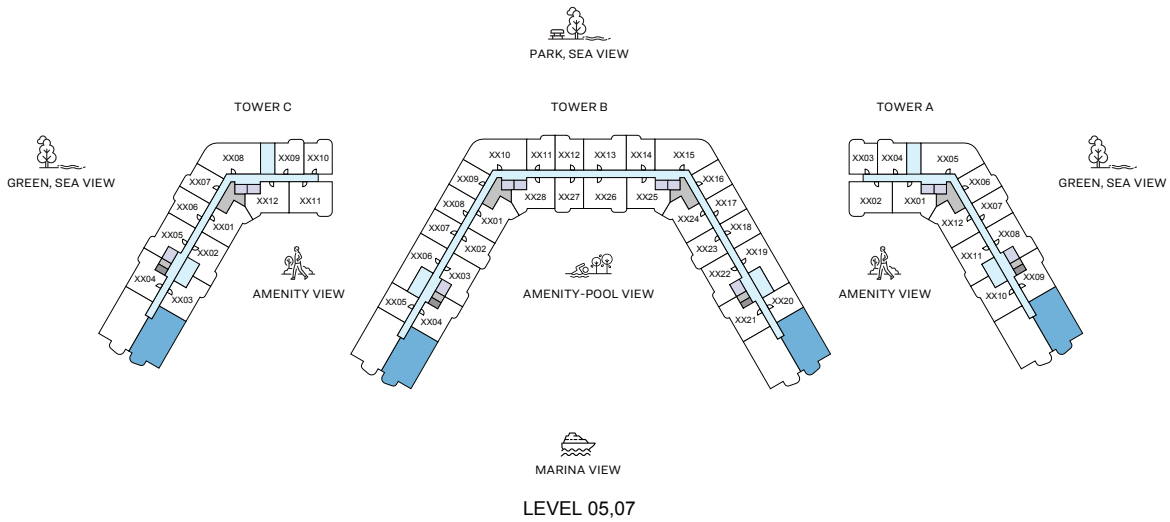 PARK, SEA VIEW
TOWER C
TOWER B
TOWER A
GREEN, SEA VIEW
GREEN, SEA VIEW
XX08
XX09
XX10
XX07
XX06
XX05
XX04
XX03
XX02
XX01
XX12
XX11
XX10
XX11
XX12
XX13
XX14
XX15
XX09
XX08
XX07
XX06
XX05
XX04
XX03
XX02
XX01
XX28
XX27
XX26
XX25
XX24
XX23
XX22
XX21
XX16
XX17
XX18
XX19
XX20
XX03
XX04
XX05
XX02
XX01
XX06
XX07
XX08
XX09
XX12
XX11
XX10
AMENITY VIEW
AMENITY-POOL VIEW
AMENITY VIEW
MARINA VIEW
LEVEL 05,07